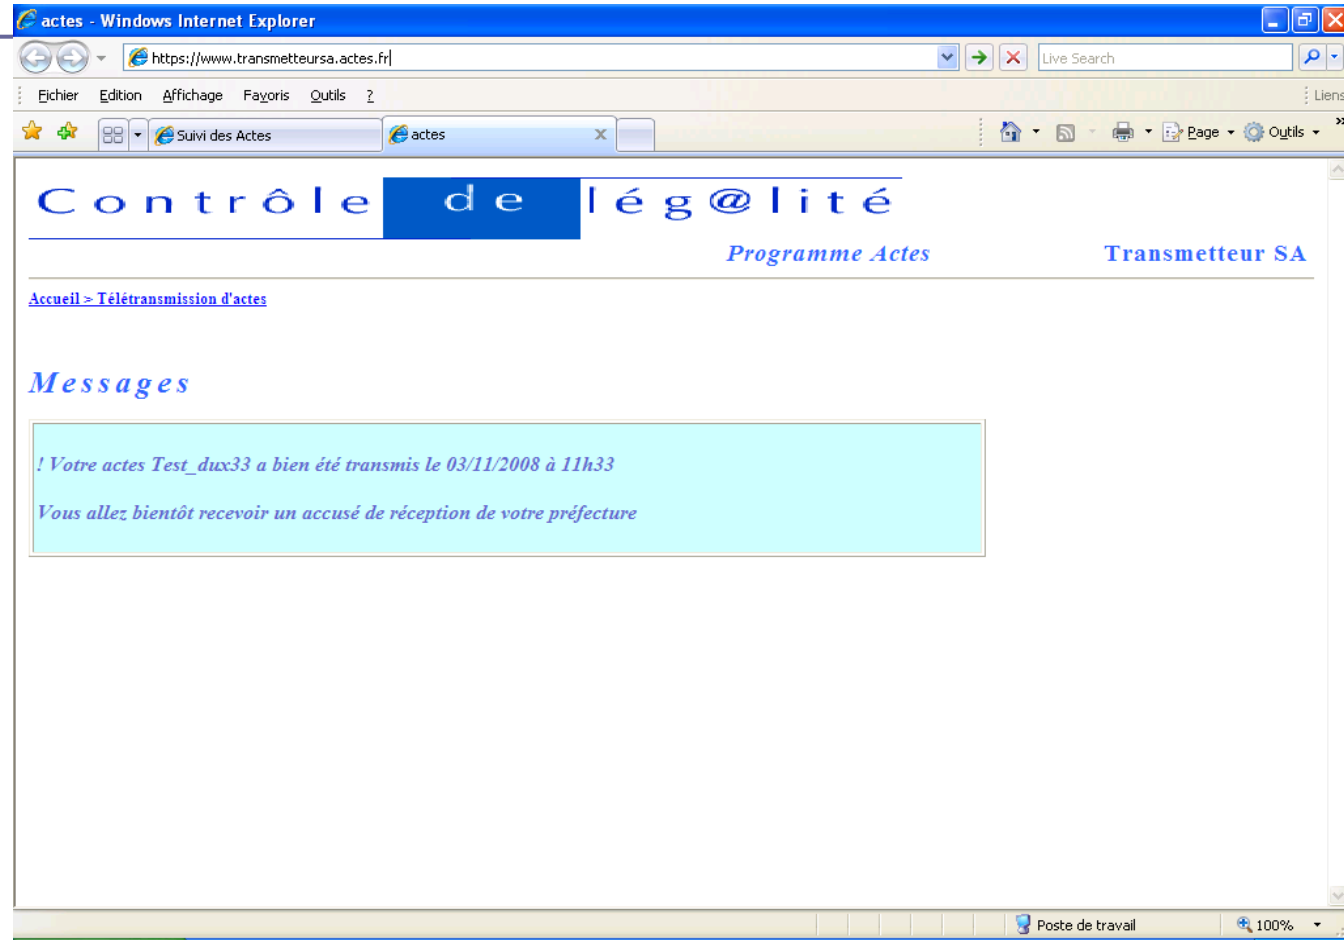 actes - Windows Internet Explorer
https://www.transmetteursa.actes.fr
Live Search
Fichier Edition Affichage Favoris Outils ?
Liens
Suivi des Actes
actes
Page
Outils
Contrôle de lég@lité
Programme Actes
Transmetteur SA
Accueil > Télétransmission d'actes
Messages
! Votre actes Test_dux33 a bien été transmis le 03/11/2008 à 11h33
Vous allez bientôt recevoir un accusé de réception de votre préfecture
Poste de travail
100%